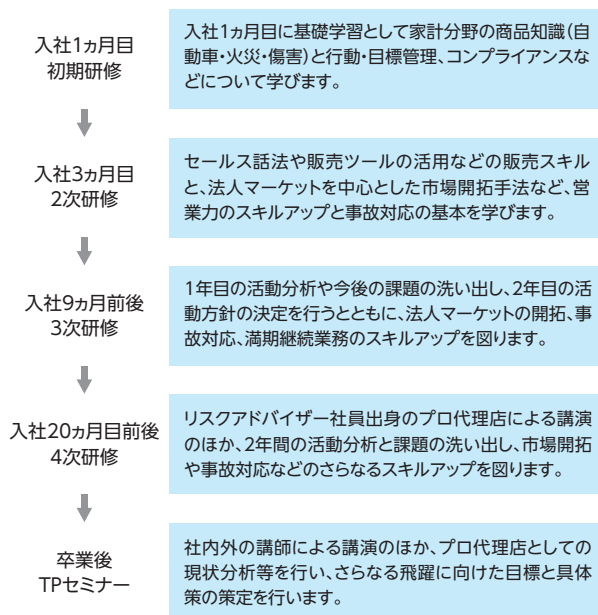 入社1ヵ月目
初期研修
入社1ヵ月目に基礎学習として家計分野の商品知識（自
動車・火災・傷害）と行動・目標管理、コンプライアンスな
どについて学びます。
入社3ヵ月目
2次研修
セールス話法や販売ツールの活用などの販売スキル
と、法人マーケットを中心とした市場開拓手法など、営
業力のスキルアップと事故対応の基本を学びます。
入社9ヵ月前後
3次研修
1年目の活動分析や今後の課題の洗い出し、2年目の活
動方針の決定を行うとともに、法人マーケットの開拓、事
故対応、満期継続業務のスキルアップを図ります。
入社20ヵ月目前後
4次研修
リスクアドバイザー社員出身のプロ代理店による講演
のほか、2年間の活動分析と課題の洗い出し、市場開拓
や事故対応などのさらなるスキルアップを図ります。
卒業後
TPセミナー
社内外の講師による講演のほか、プロ代理店としての
現状分析等を行い、さらなる飛躍に向けた目標と具体
策の策定を行います。